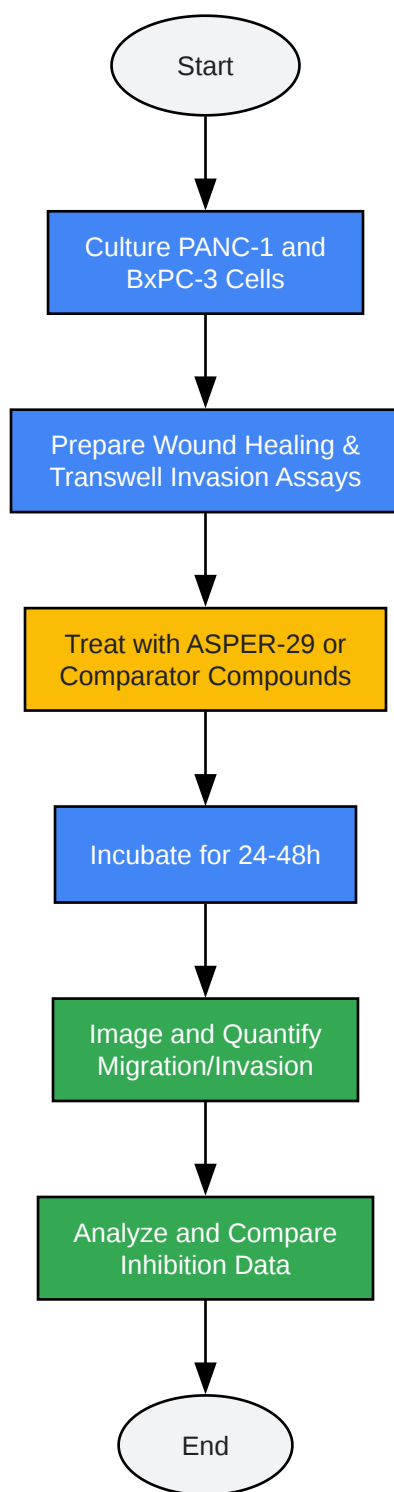 Start
Culture PANC-1 and
BxPC-3 Cells
Prepare Wound Healing &
Transwell Invasion Assays
Treat with ASPER-29 or
Comparator Compounds
Incubate for 24-48h
Image and Quantify
Migration/Invasion
Analyze and Compare
Inhibition Data
End